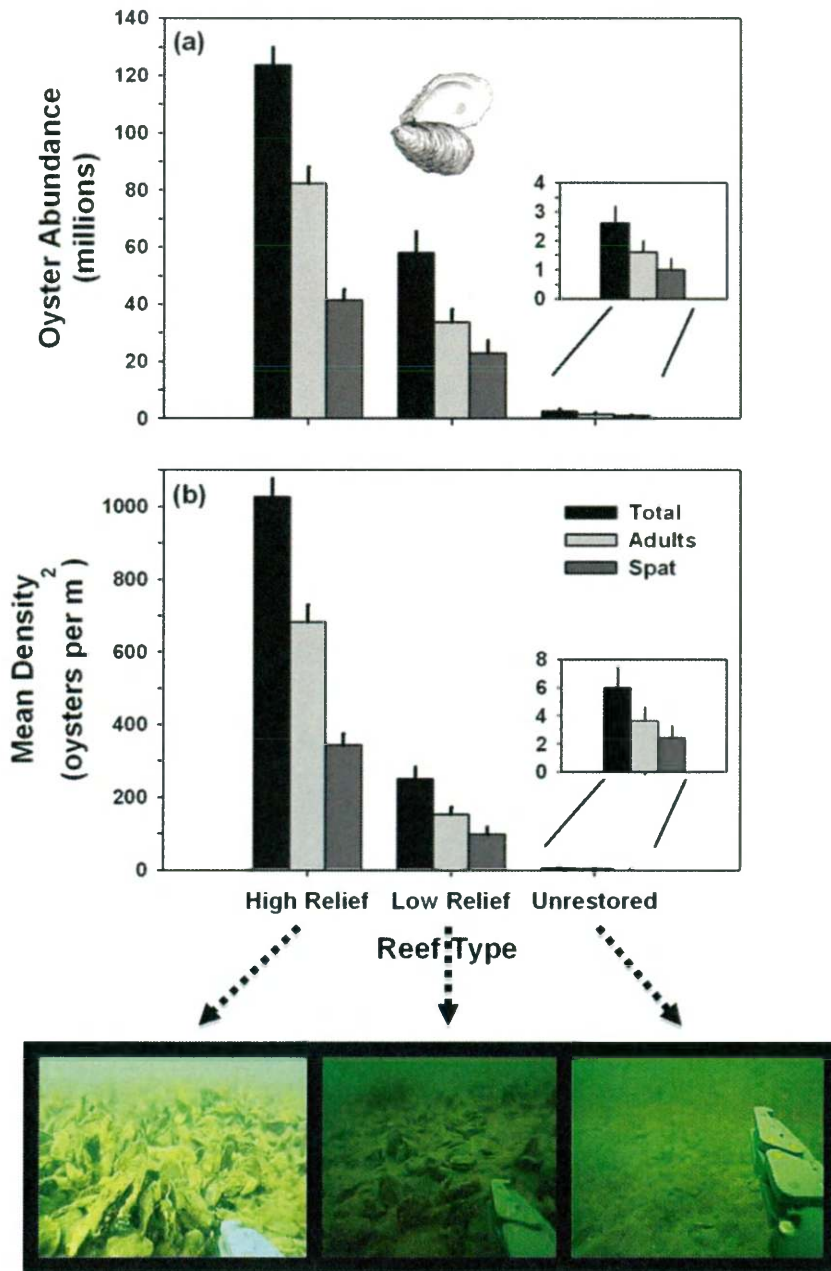 (a)
Oyster Abundance
(millions)
140
120
100
80
60
40
20
0
4
3
2
1
0
(b)
Mean Density 2
(oysters per m )
1000
800
600
400
200
0
Total
Adults
Spat
8
6
4
2
0
High Relief Low Relief Unrestored
Reef Type